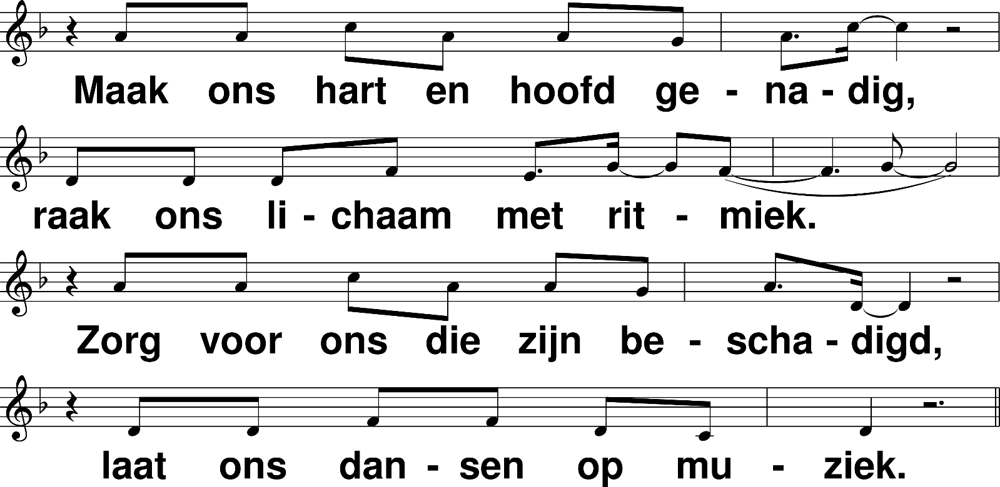 Maak ons hart en hoofd ge - na - dig,
raak ons li - chaam met rit - miek.
Zorg voor ons die zijn be - scha - digd,
laat ons dan - sen op mu - ziek.